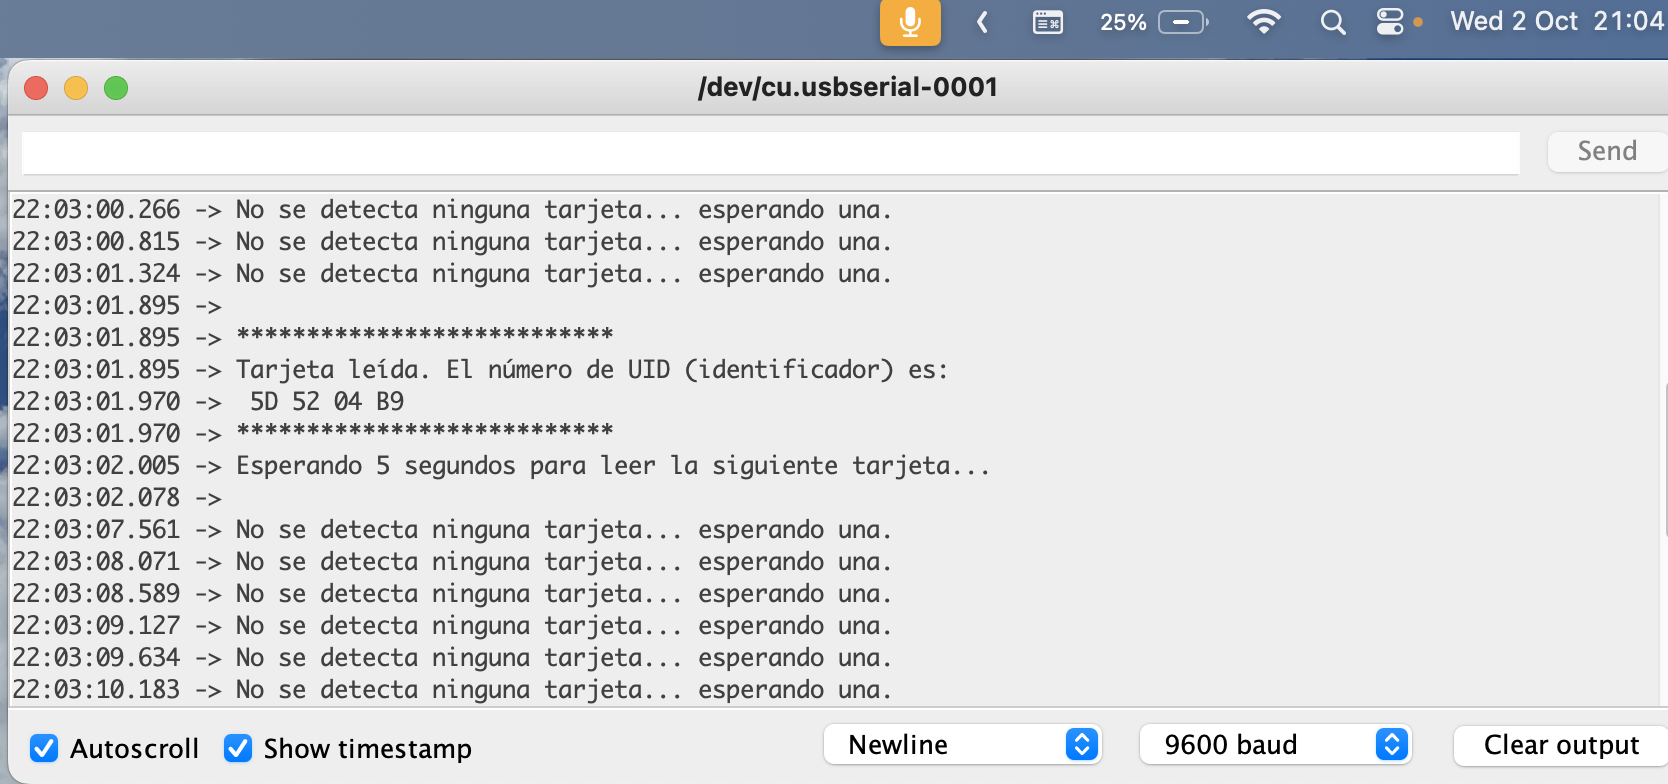 25%
Wed 2 Oct 21:04
/dev/cu.usbserial-0001
Send
22:03:00.266 -> No se detecta ninguna tarjeta... esperando una.
22:03:00.815 -> No se detecta ninguna tarjeta... esperando una.
22:03:01.324 -> No se detecta ninguna tarjeta... esperando una.
22:03:01.895 ->
22:03:01.895 -> ***************************
22:03:01.895 -> Tarjeta leída. El número de UID (identificador) es:
22:03:01.970 ->  5D 52 04 B9
22:03:01.970 -> ***************************
22:03:02.005 -> Esperando 5 segundos para leer la siguiente tarjeta...
22:03:02.078 ->
22:03:07.561 -> No se detecta ninguna tarjeta... esperando una.
22:03:08.071 -> No se detecta ninguna tarjeta... esperando una.
22:03:08.589 -> No se detecta ninguna tarjeta... esperando una.
22:03:09.127 -> No se detecta ninguna tarjeta... esperando una.
22:03:09.634 -> No se detecta ninguna tarjeta... esperando una.
22:03:10.183 -> No se detecta ninguna tarjeta... esperando una.
Autoscroll Show timestamp Newline 9600 baud Clear output